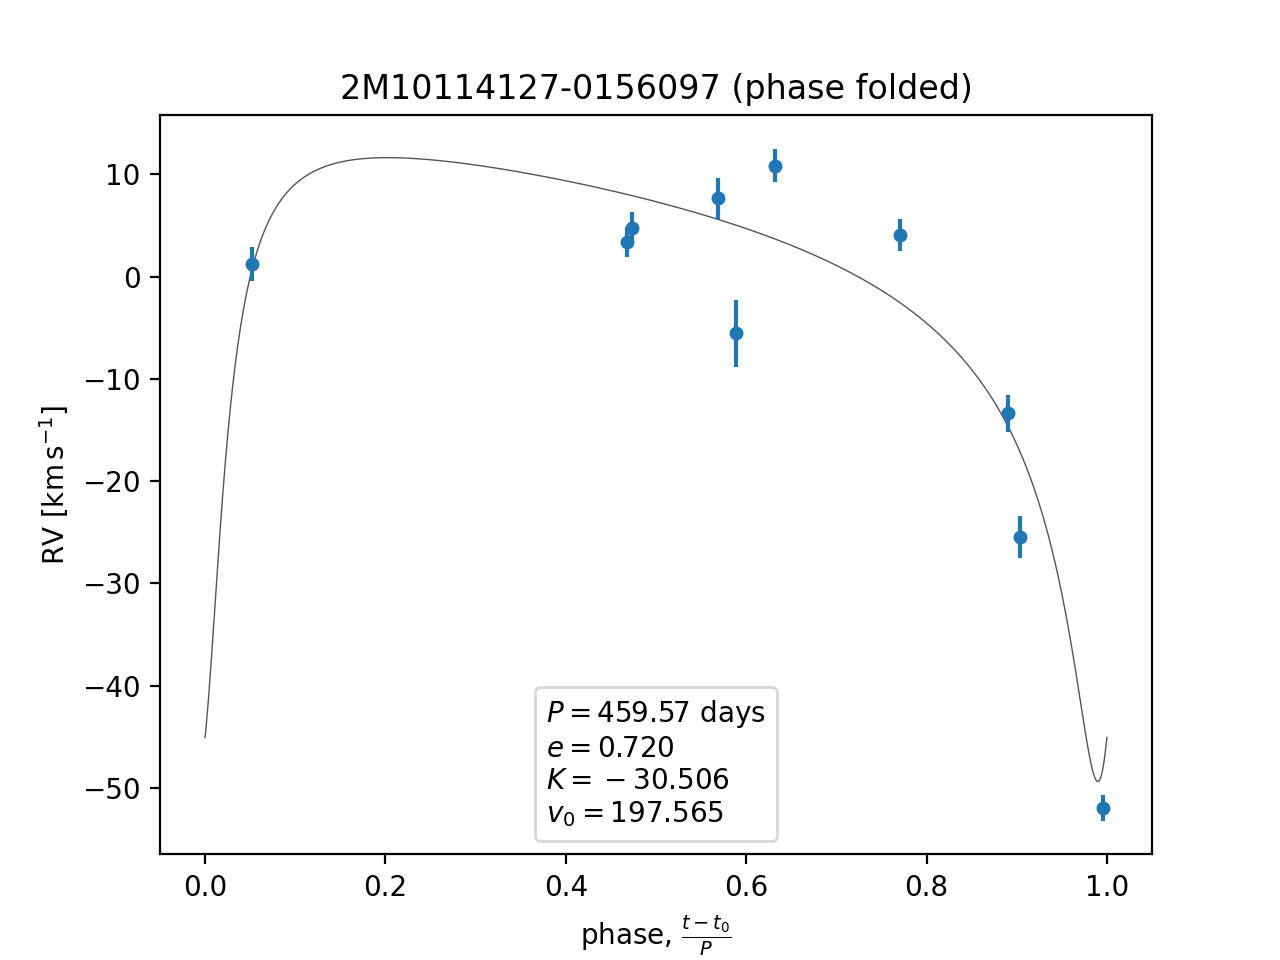 2M10114127-0156097 (phase folded)
RV [km s⁻¹]
10
0
−10
−20
−30
−40
−50
P = 459.57 days
e = 0.720
K = − 30.506
v₀ = 197.565
0.0 0.2 0.4 0.6 0.8 1.0
phase, (t − t₀)/P